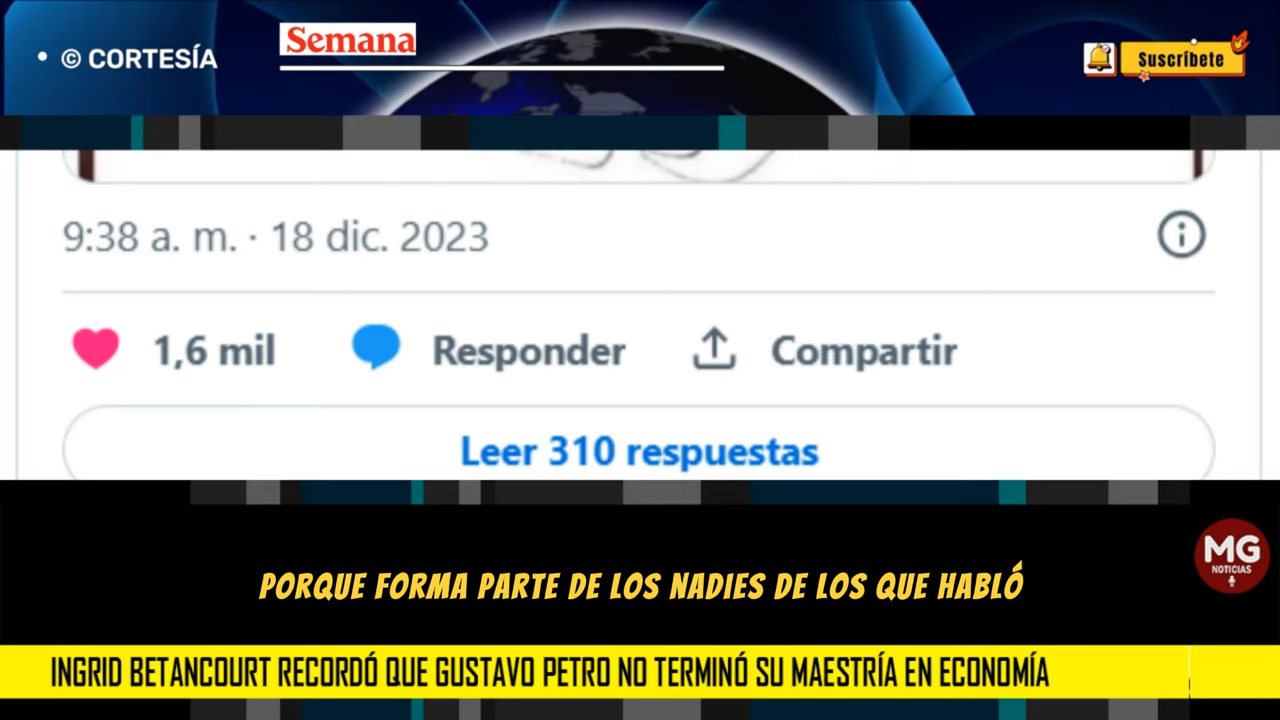 • © CORTESÍA
Semana
Suscríbete
9:38 a. m. · 18 dic. 2023
1,6 mil Responder Compartir
Leer 310 respuestas
MG
NOTICIAS
PORQUE FORMA PARTE DE LOS NADIES DE LOS QUE HABLÓ
INGRID BETANCOURT RECORDÓ QUE GUSTAVO PETRO NO TERMINÓ SU MAESTRÍA EN ECONOMÍA